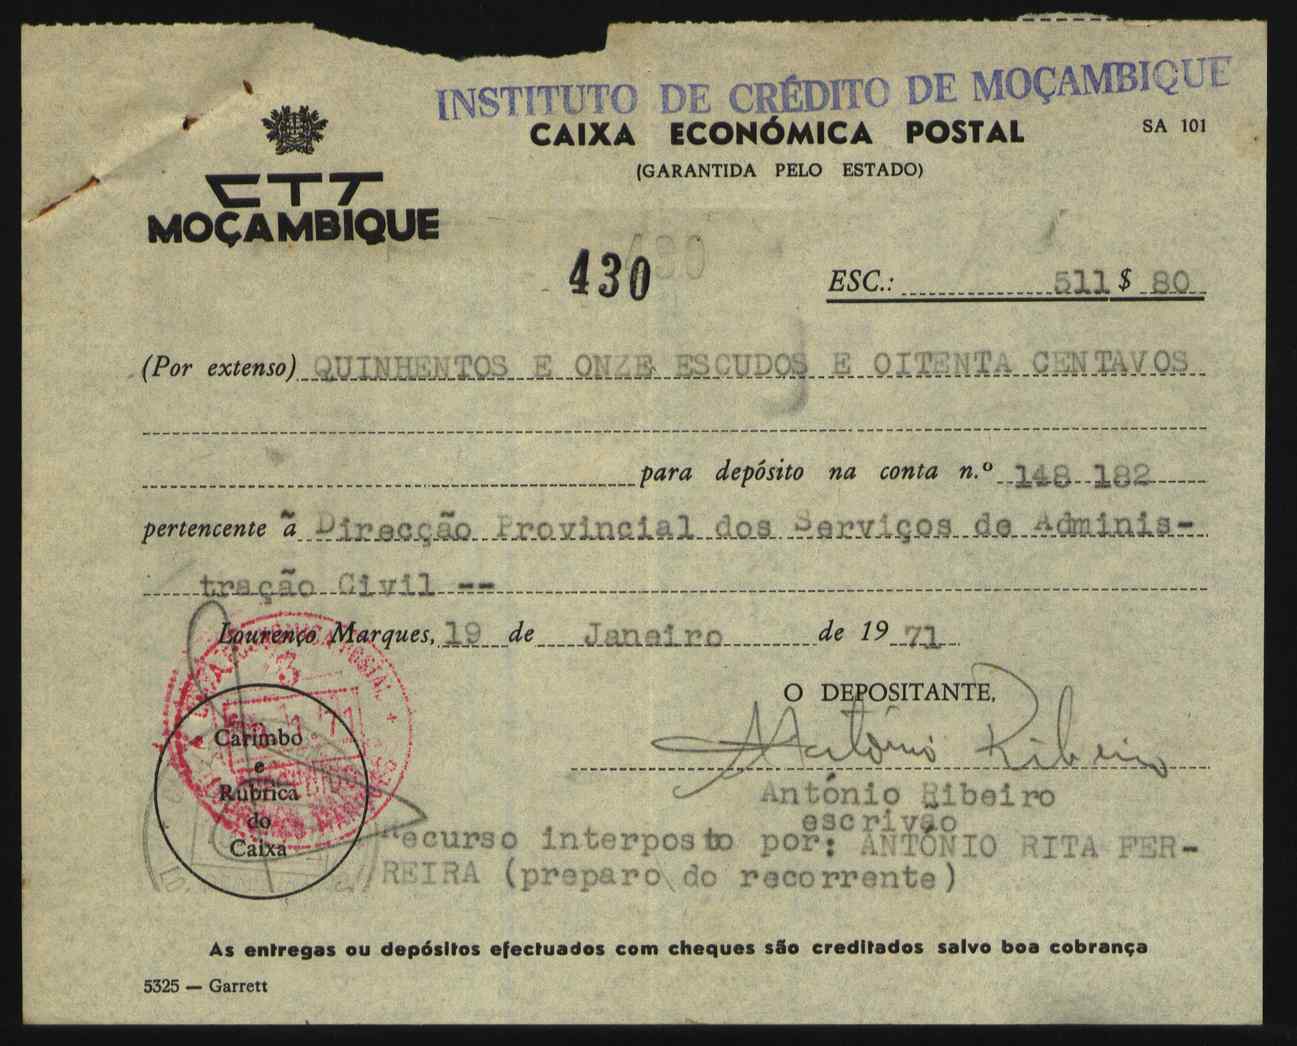 INSTITUTO DE CRÉDITO DE MOÇAMBIQUE
CAIXA ECONÓMICA POSTAL
SA 101
(GARANTIDA PELO ESTADO)
CTT
MOÇAMBIQUE
430
ESC.: 511 $ 80
(Por extenso) QUINHENTOS E ONZE ESCUDOS E OITENTA CENTAVOS
para depósito na conta n.º 148 182
pertencente ã Direcção Provincial dos Serviços de Adminis-
tração Civil --
Lourenço Marques, 19 de Janeiro de 19 71
O DEPOSITANTE,
António Ribeiro
António Ribeiro
escrivão
Carimbo
e
Rubrica
do
Caixa
Recurso interposto por: ANTÓNIO RITA FER-
REIRA (preparo do recorrente)
As entregas ou depósitos efectuados com cheques são creditados salvo boa cobrança
5325 — Garrett